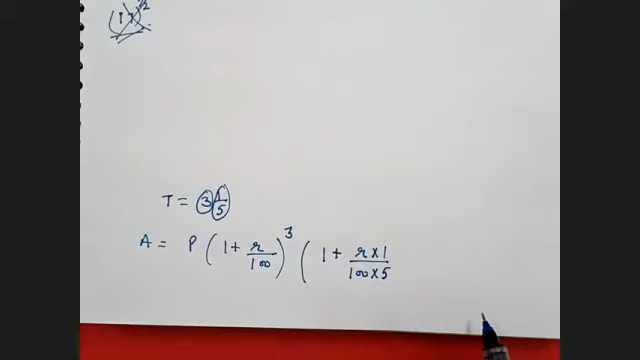 T = 3 1/5
A = P ( 1 + r/100 )³ ( 1 + r×1/100×5